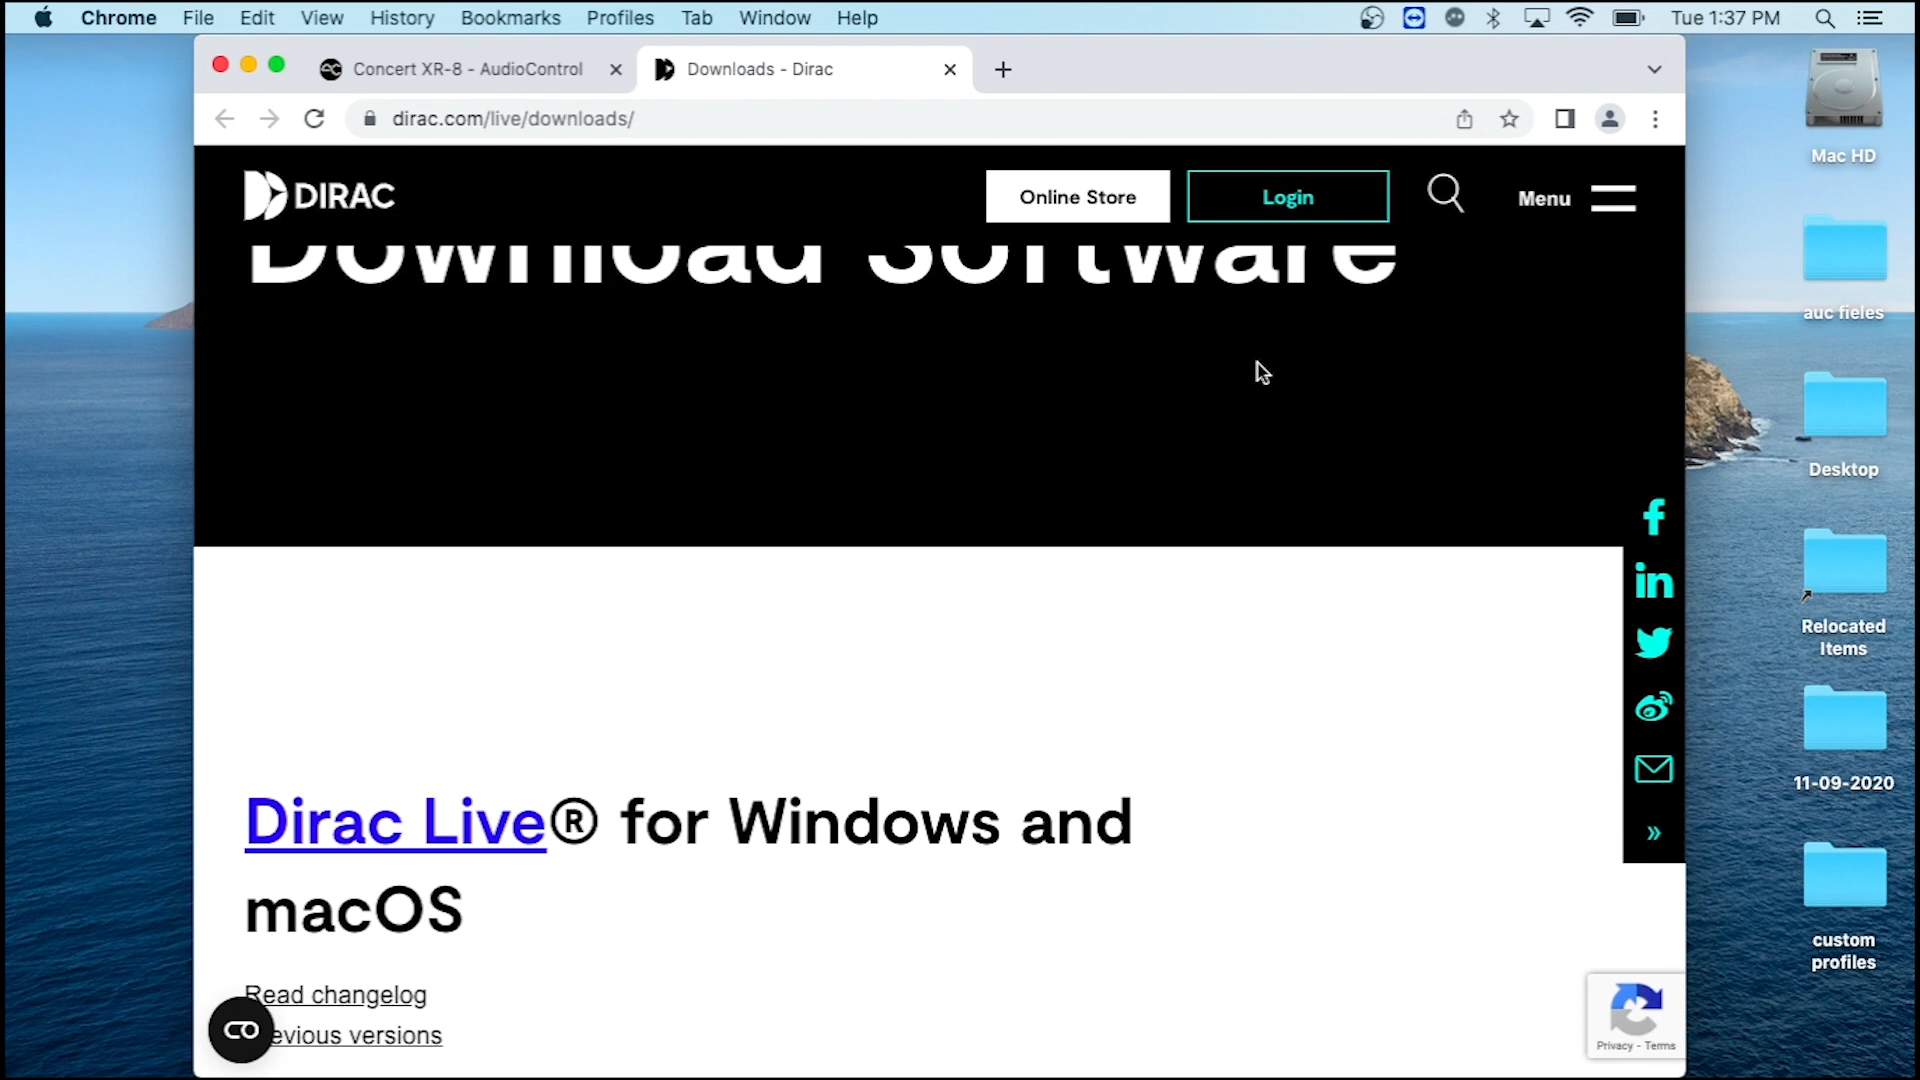 Chrome File Edit View History Bookmarks Profiles Tab Window Help Tue 1:37 PM
Concert XR-8 - AudioControl Downloads - Dirac
dirac.com/live/downloads/
DIRAC Online Store Login Menu
Download software
Dirac Live® for Windows and
macOS
Read changelog
evious versions
Privacy - Terms
Mac HD
auc fieles
Desktop
Relocated
Items
11-09-2020
custom
profiles